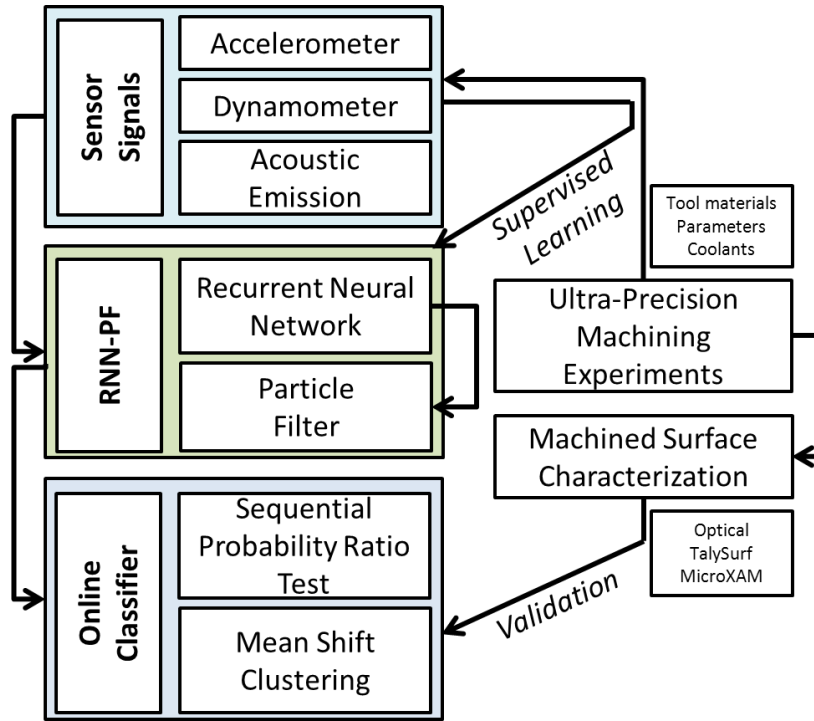 Sensor
Signals
Accelerometer
Dynamometer
Acoustic
Emission
Supervised
Learning
Tool materials
Parameters
Coolants
RNN-PF
Recurrent Neural
Network
Particle
Filter
Ultra-Precision
Machining
Experiments
Machined Surface
Characterization
Optical
TalySurf
MicroXAM
Validation
Online
Classifier
Sequential
Probability Ratio
Test
Mean Shift
Clustering